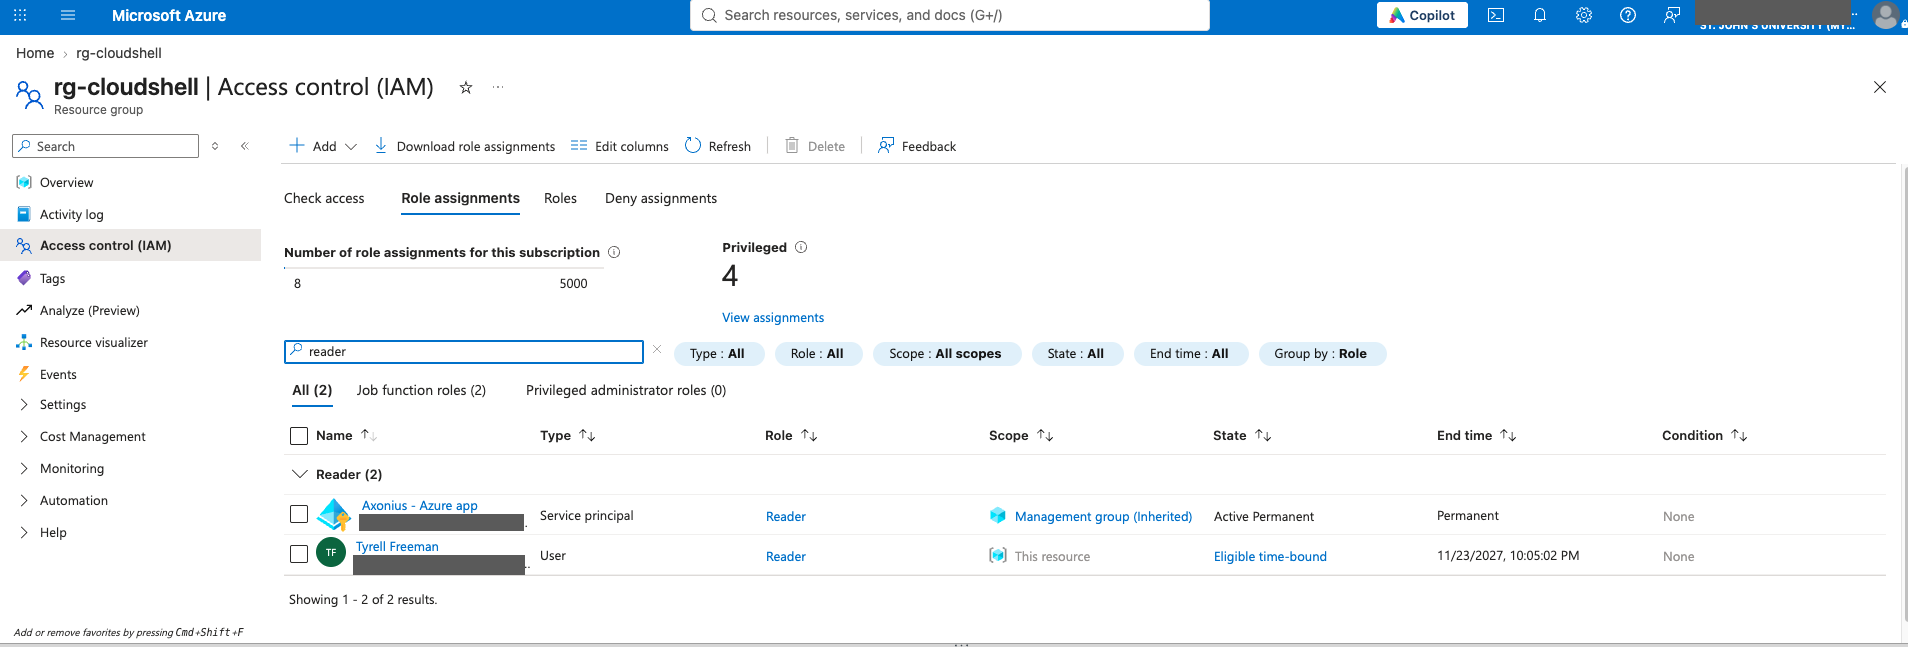 Microsoft Azure
Search resources, services, and docs (G+/)
Copilot
Home > rg-cloudshell
rg-cloudshell | Access control (IAM)
Resource group
Search
Add
Download role assignments
Edit columns
Refresh
Delete
Feedback
Overview
Activity log
Access control (IAM)
Tags
Analyze (Preview)
Resource visualizer
Events
Settings
Cost Management
Monitoring
Automation
Help
Add or remove favorites by pressing Cmd+Shift+F
Check access Role assignments Roles Deny assignments
Number of role assignments for this subscription
8 5000
Privileged
4
View assignments
reader
Type : All
Role : All
Scope : All scopes
State : All
End time : All
Group by : Role
All (2) Job function roles (2) Privileged administrator roles (0)
Name Type Role Scope State End time Condition
Reader (2)
Axonius - Azure app Service principal Reader Management group (Inherited) Active Permanent Permanent None
Tyrell Freeman User Reader This resource Eligible time-bound 11/23/2027, 10:05:02 PM None
TF
Showing 1 - 2 of 2 results.